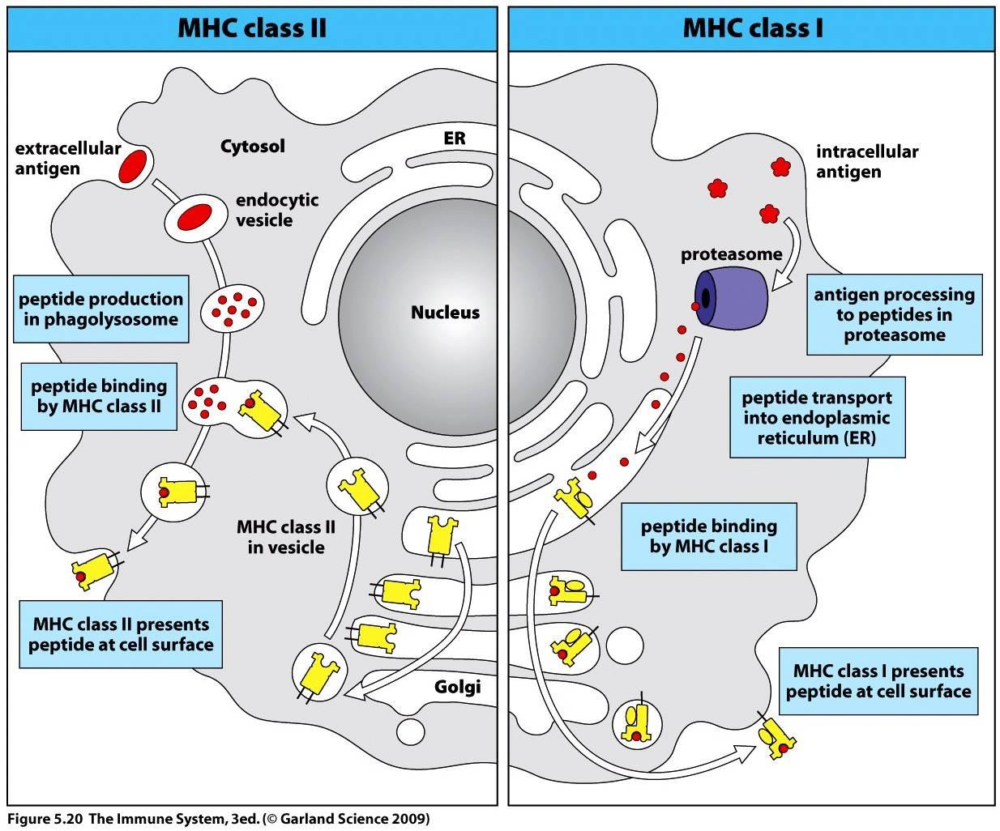 MHC class II
MHC class I
extracellular
antigen
Cytosol
ER
endocytic
vesicle
peptide production
in phagolysosome
Nucleus
peptide binding
by MHC class II
MHC class II
in vesicle
MHC class II presents
peptide at cell surface
Golgi
intracellular
antigen
proteasome
antigen processing
to peptides in
proteasome
peptide transport
into endoplasmic
reticulum (ER)
peptide binding
by MHC class I
MHC class I presents
peptide at cell surface
Figure 5.20 The Immune System, 3ed. (© Garland Science 2009)